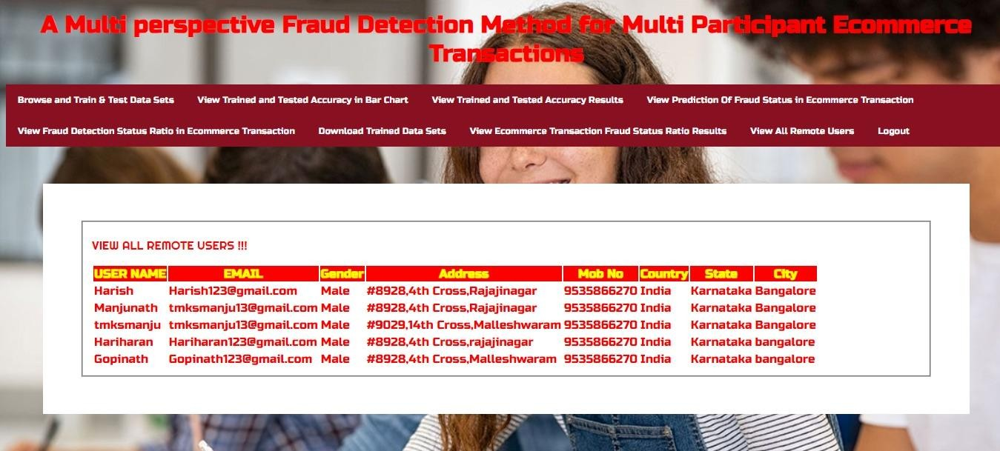 A Multi perspective Fraud Detection Method for Multi Participant Ecommerce
Transactions
Browse and Train & Test Data Sets View Trained and Tested Accuracy in Bar Chart View Trained and Tested Accuracy Results View Prediction Of Fraud Status in Ecommerce Transaction
View Fraud Detection Status Ratio in Ecommerce Transaction Download Trained Data Sets View Ecommerce Transaction Fraud Status Ratio Results View All Remote Users Logout
VIEW ALL REMOTE USERS !!!
USER NAME EMAIL Gender Address Mob No Country State City
Harish Harish123@gmail.com Male #8928,4th Cross,Rajajinagar 9535866270 India Karnataka Bangalore
Manjunath tmksmanju13@gmail.com Male #8928,4th Cross,Rajajinagar 9535866270 India Karnataka Bangalore
tmksmanju tmksmanju13@gmail.com Male #9029,14th Cross,Malleshwaram 9535866270 India Karnataka Bangalore
Hariharan Hariharan123@gmail.com Male #8928,4th Cross,rajajinagar 9535866270 India Karnataka bangalore
Gopinath Gopinath123@gmail.com Male #8928,4th Cross,Malleshwaram 9535866270 India Karnataka bangalore